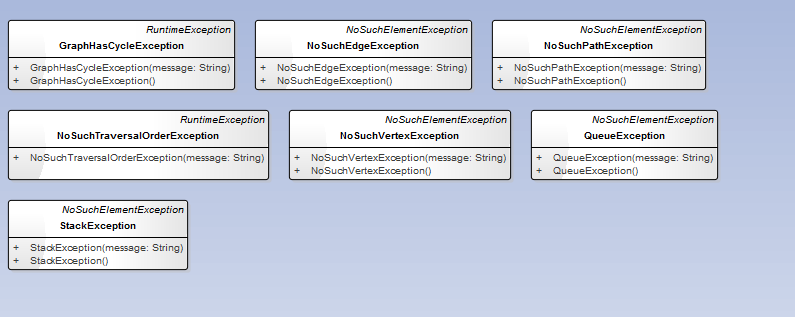 RuntimeException
GraphHasCycleException
+ GraphHasCycleException(message: String)
+ GraphHasCycleException()
NoSuchElementException
NoSuchEdgeException
+ NoSuchEdgeException(message: String)
+ NoSuchEdgeException()
NoSuchElementException
NoSuchPathException
+ NoSuchPathException(message: String)
+ NoSuchPathException()
RuntimeException
NoSuchTraversalOrderException
+ NoSuchTraversalOrderException(message: String)
NoSuchElementException
NoSuchVertexException
+ NoSuchVertexException(message: String)
+ NoSuchVertexException()
NoSuchElementException
QueueException
+ QueueException(message: String)
+ QueueException()
NoSuchElementException
StackException
+ StackException(message: String)
+ StackException()